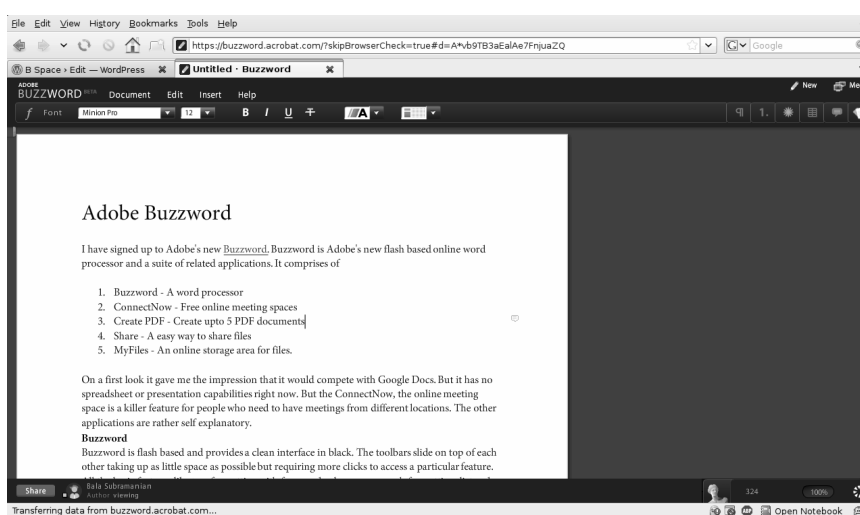 File Edit View History Bookmarks Tools Help
https://buzzword.acrobat.com/?skipBrowserCheck=true#d=A*vb9TB3aEalAe7FnjuaZQ
Google
B Space › Edit — WordPress
Untitled · Buzzword
ADOBE
BUZZWORD BETA Document Edit Insert Help
New
Me
Font Minion Pro 12 B I U T A
1.
Adobe Buzzword
I have signed up to Adobe's new Buzzword. Buzzword is Adobe's new flash based online word
processor and a suite of related applications. It comprises of
1. Buzzword - A word processor
2. ConnectNow - Free online meeting spaces
3. Create PDF - Create upto 5 PDF documents
4. Share - A easy way to share files
5. MyFiles - An online storage area for files.
On a first look it gave me the impression that it would compete with Google Docs. But it has no
spreadsheet or presentation capabilities right now. But the ConnectNow, the online meeting
space is a killer feature for people who need to have meetings from different locations. The other
applications are rather self explanatory.
Buzzword
Buzzword is flash based and provides a clean interface in black. The toolbars slide on top of each
other taking up as little space as possible but requiring more clicks to access a particular feature.
Share
Bala Subramanian
Author viewing
324
100%
Transferring data from buzzword.acrobat.com...
ABP
Open Notebook